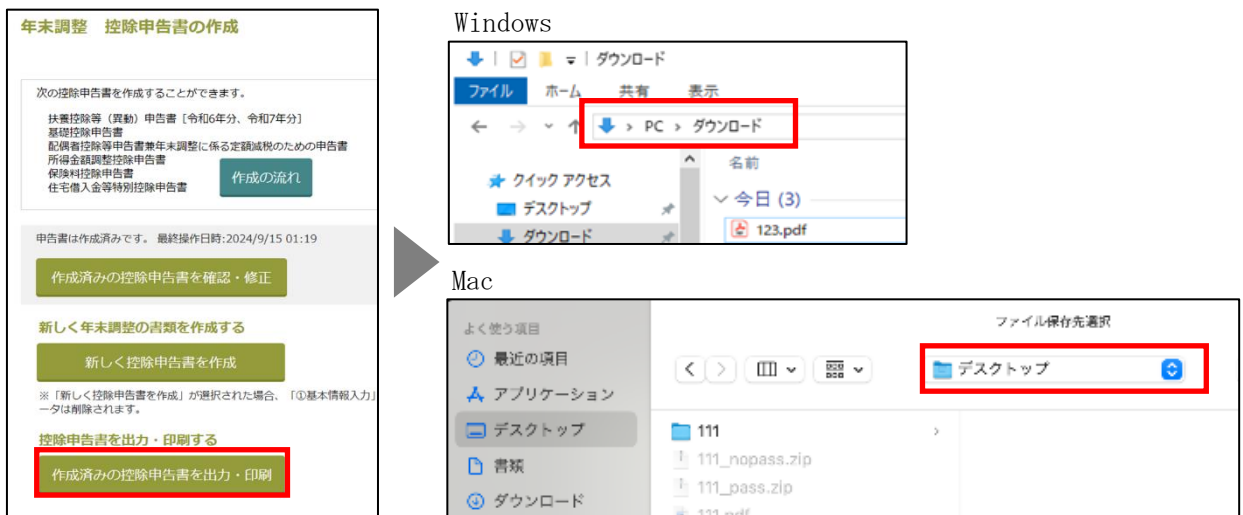 年末調整　控除申告書の作成
次の控除申告書を作成することができます。
扶養控除等（異動）申告書［令和6年分、令和7年分］
基礎控除申告書
配偶者控除等申告書兼年末調整に係る定額減税のための申告書
所得金額調整控除申告書
保険料控除申告書
住宅借入金等特別控除申告書
作成の流れ
申告書は作成済みです。 最終操作日時:2024/9/15 01:19
作成済みの控除申告書を確認・修正
新しく年末調整の書類を作成する
新しく控除申告書を作成
※「新しく控除申告書を作成」が選択された場合、「①基本情報入力」
ータは削除されます。
控除申告書を出力・印刷する
作成済みの控除申告書を出力・印刷
Windows
ダウンロード
ファイル ホーム 共有 表示
PC > ダウンロード
名前
クイック アクセス
今日 (3)
デスクトップ
123.pdf
ダウンロード
Mac
ファイル保存先選択
よく使う項目
最近の項目
デスクトップ
アプリケーション
デスクトップ
111
書類
111_nopass.zip
111_pass.zip
ダウンロード
111.pdf